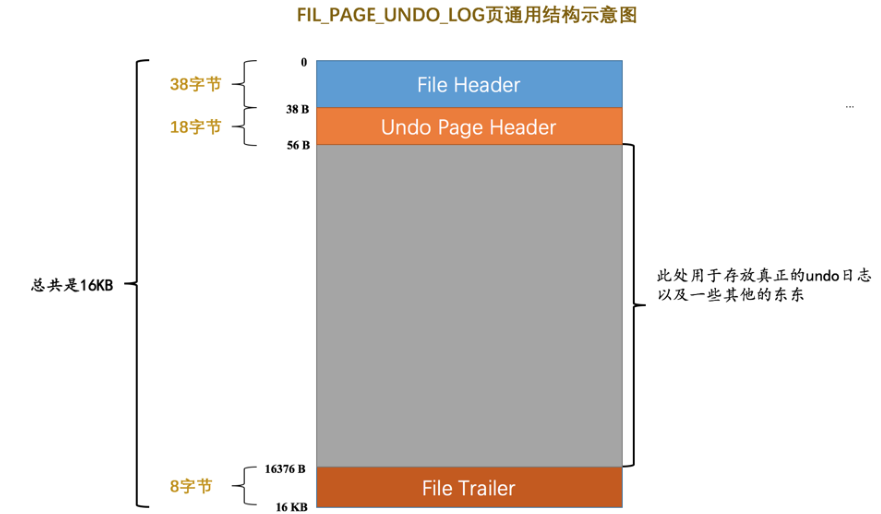 FIL_PAGE_UNDO_LOG页通用结构示意图
0
38字节
File Header
38 B
...
18字节
Undo Page Header
56 B
总共是16KB
此处用于存放真正的undo日志
以及一些其他的东东
16376 B
8字节
File Trailer
16 KB